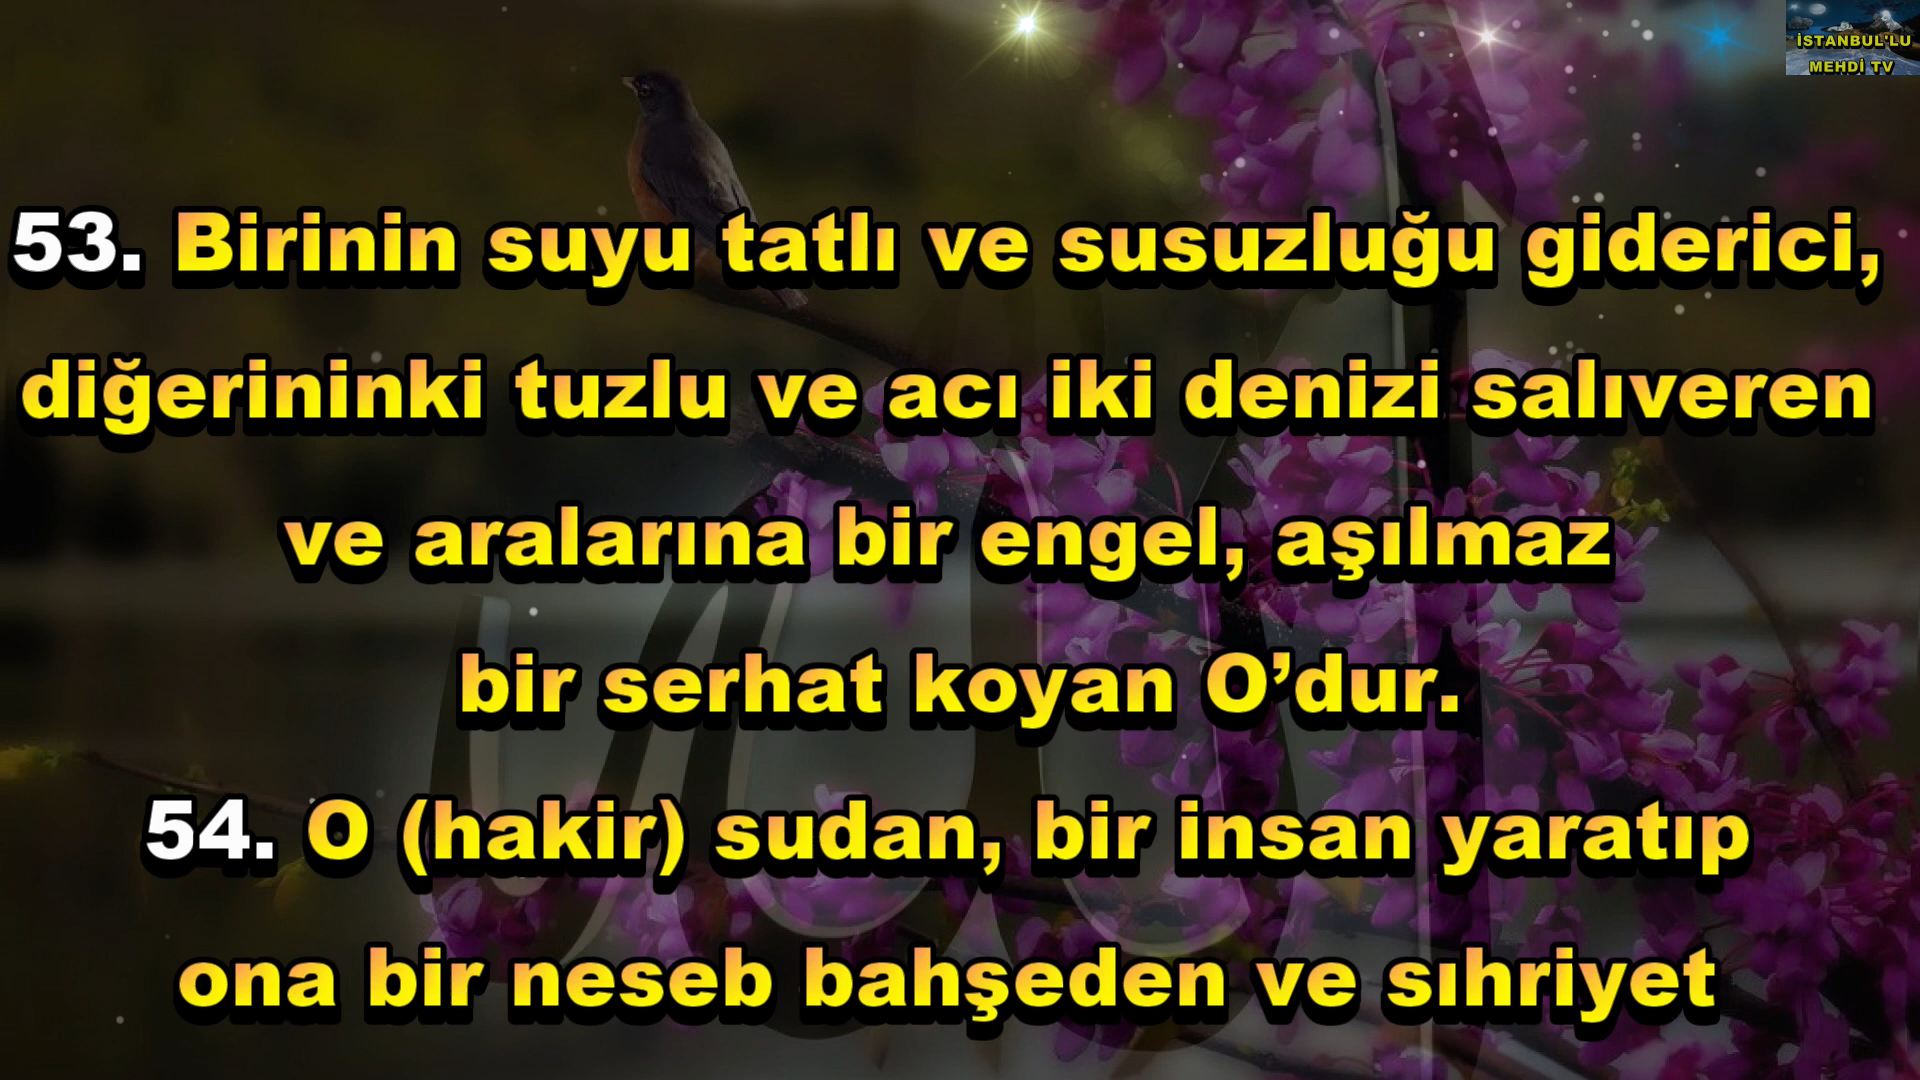 İSTANBUL'LU
MEHDİ TV
53. Birinin suyu tatlı ve susuzluğu giderici,
diğerininki tuzlu ve acı iki denizi salıveren
ve aralarına bir engel, aşılmaz
bir serhat koyan O’dur.
54. O (hakir) sudan, bir insan yaratıp
ona bir neseb bahşeden ve sıhriyet